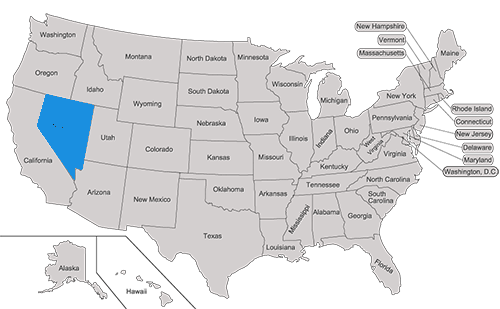 New Hampshire
Vermont
Massachusetts
Washington
Montana
North Dakota
Minnesota
Maine
Oregon
Idaho
Wyoming
South Dakota
Wisconsin
Michigan
New York
Rhode Island
Connecticut
New Jersey
Delaware
Maryland
Washington, D.C
Nebraska
Iowa
Illinois
Indiana
Ohio
Pennsylvania
California
Utah
Colorado
Kansas
Missouri
Kentucky
West
Virginia
Virginia
Arizona
New Mexico
Oklahoma
Arkansas
Tennessee
North Carolina
South
Carolina
Texas
Louisiana
Mississippi
Alabama
Georgia
Florida
Alaska
Hawaii